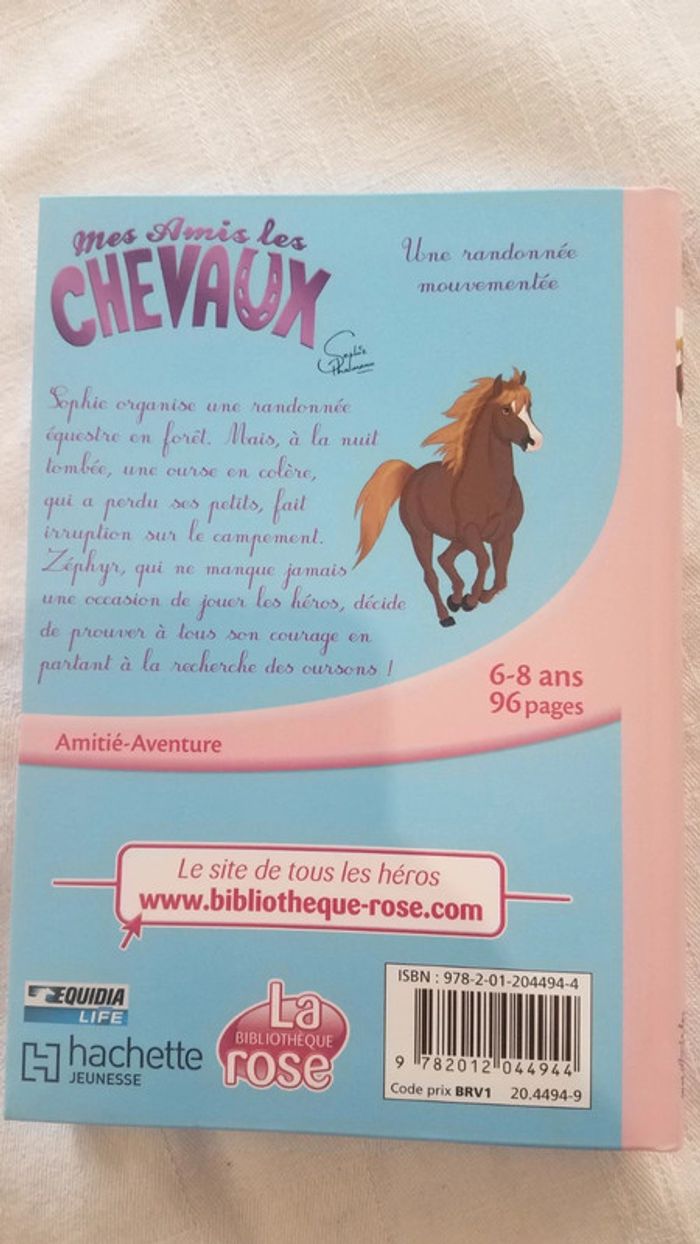 Mes Amis les
CHEVAUX
Sophie
Thalmann
Une randonnée
mouvementée
Sophie organise une randonnée
équestre en forêt. Mais, à la nuit
tombée, une ourse en colère,
qui a perdu ses petits, fait
irruption sur le campement.
Zéphyr, qui ne manque jamais
une occasion de jouer les héros, décide
de prouver à tous son courage en
partant à la recherche des oursons !
6-8 ans
96 pages
Amitié-Aventure
Le site de tous les héros
www.bibliotheque-rose.com
EQUIDIA
LIFE
hachette
JEUNESSE
La
BIBLIOTHÈQUE
rose
ISBN : 978-2-01-204494-4
9 782012 044944
Code prix BRV1 20.4494-9